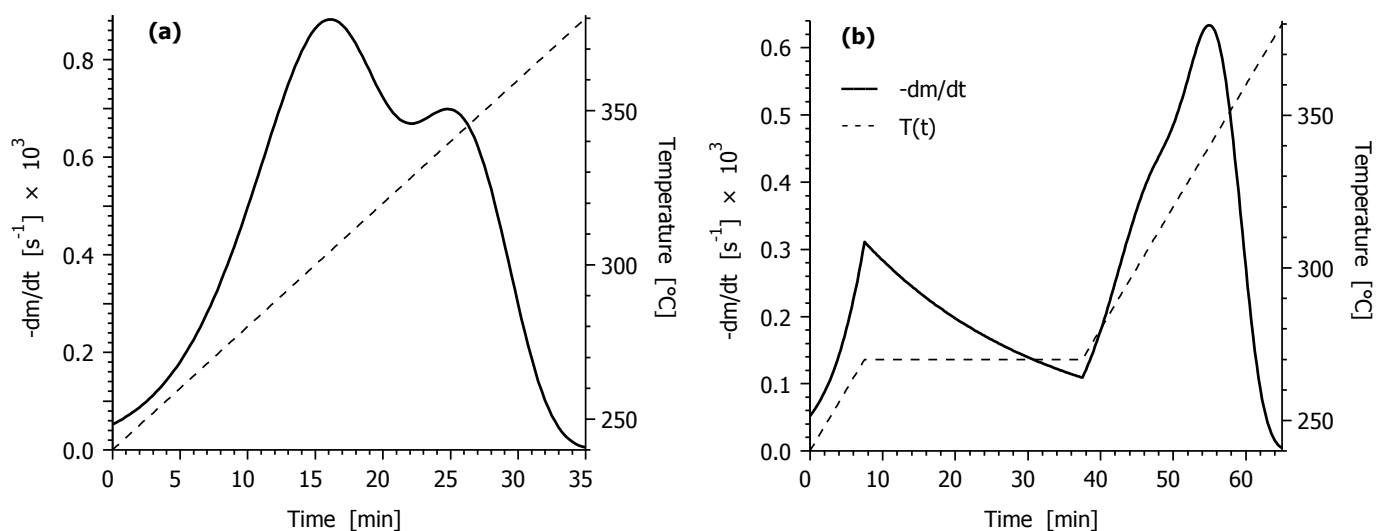 (a)
0.8
0.6
0.4
0.2
0.0
-dm/dt [s⁻¹] × 10³
350
300
250
Temperature [°C]
0 5 10 15 20 25 30 35
Time [min]
(b)
-dm/dt
T(t)
0.6
0.5
0.4
0.3
0.2
0.1
0.0
-dm/dt [s⁻¹] × 10³
350
300
250
Temperature [°C]
0 10 20 30 40 50 60
Time [min]